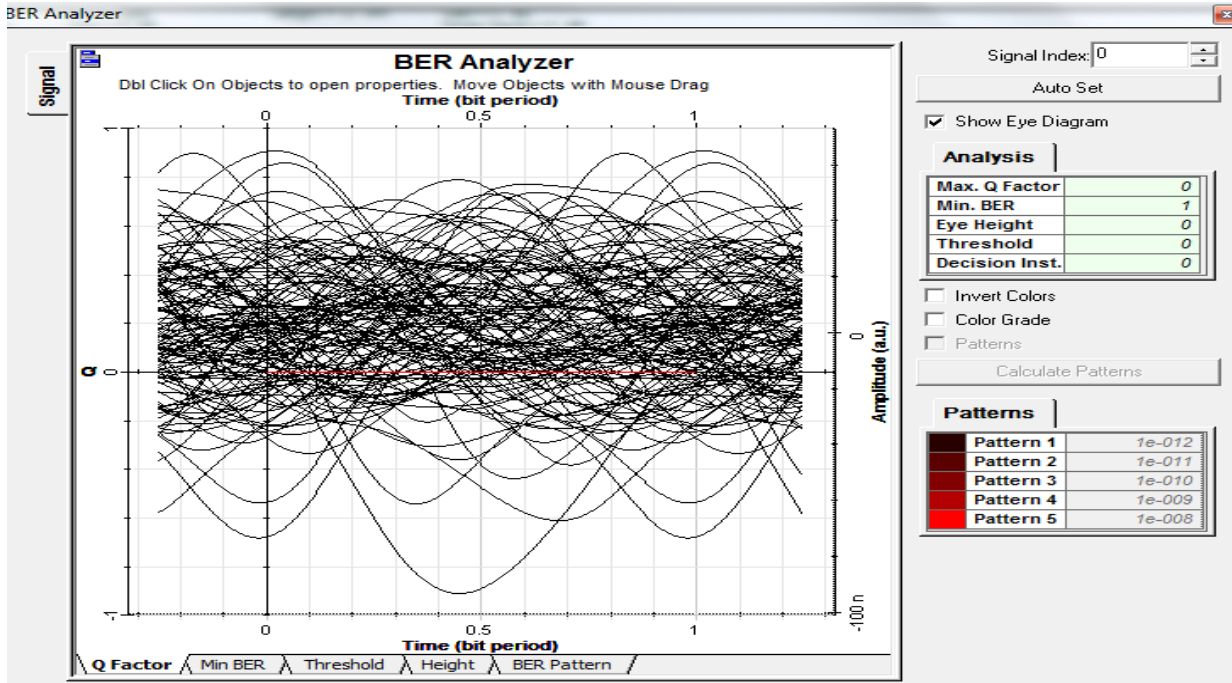 BER Analyzer
Signal
BER Analyzer
Dbl Click On Objects to open properties. Move Objects with Mouse Drag
Time (bit period)
0 0.5 1
1
Q 0
-1
0
-100 n
Amplitude (a.u.)
0 0.5 1
Time (bit period)
Q Factor Min BER Threshold Height BER Pattern
Signal Index: 0
Auto Set
Show Eye Diagram
Analysis
Max. Q Factor 0
Min. BER 1
Eye Height 0
Threshold 0
Decision Inst. 0
Invert Colors
Color Grade
Patterns
Calculate Patterns
Patterns
Pattern 1 1e-012
Pattern 2 1e-011
Pattern 3 1e-010
Pattern 4 1e-009
Pattern 5 1e-008